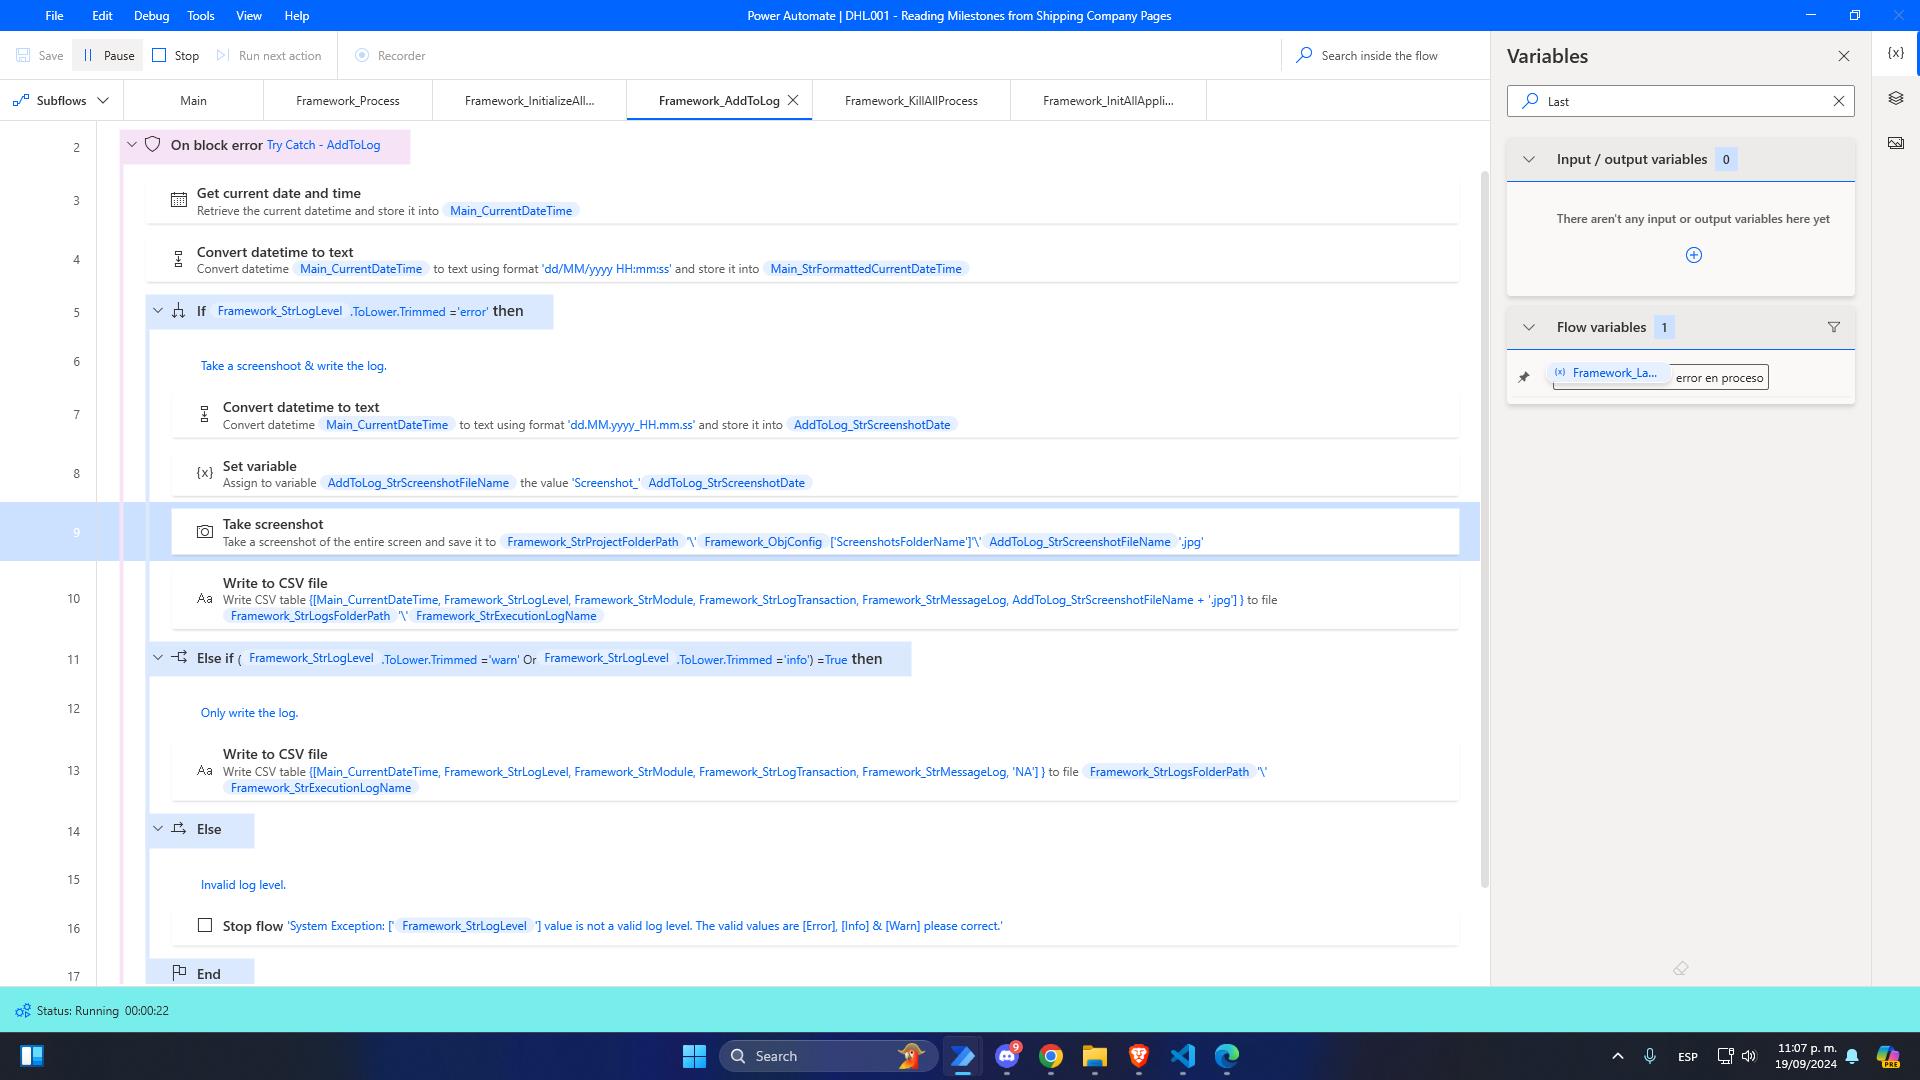 File Edit Debug Tools View Help
Power Automate | DHL.001 - Reading Milestones from Shipping Company Pages
Save Pause Stop Run next action Recorder Search inside the flow
Subflows Main Framework_Process Framework_InitializeAll... Framework_AddToLog Framework_KillAllProcess Framework_InitAllAppli...
2 On block error Try Catch - AddToLog
3 Get current date and time
Retrieve the current datetime and store it into Main_CurrentDateTime
4 Convert datetime to text
Convert datetime Main_CurrentDateTime to text using format 'dd/MM/yyyy HH:mm:ss' and store it into Main_StrFormattedCurrentDateTime
5 If Framework_StrLogLevel .ToLower.Trimmed ='error' then
6 Take a screenshoot & write the log.
7 Convert datetime to text
Convert datetime Main_CurrentDateTime to text using format 'dd.MM.yyyy_HH.mm.ss' and store it into AddToLog_StrScreenshotDate
8 {x} Set variable
Assign to variable AddToLog_StrScreenshotFileName the value 'Screenshot_' AddToLog_StrScreenshotDate
9 Take screenshot
Take a screenshot of the entire screen and save it to Framework_StrProjectFolderPath '\' Framework_ObjConfig ['ScreenshotsFolderName']'\' AddToLog_StrScreenshotFileName '.jpg'
10 Aa Write to CSV file
Write CSV table {[Main_CurrentDateTime, Framework_StrLogLevel, Framework_StrModule, Framework_StrLogTransaction, Framework_StrMessageLog, AddToLog_StrScreenshotFileName + '.jpg'] } to file
Framework_StrLogsFolderPath '\' Framework_StrExecutionLogName
11 Else if ( Framework_StrLogLevel .ToLower.Trimmed ='warn' Or Framework_StrLogLevel .ToLower.Trimmed ='info') =True then
12 Only write the log.
13 Aa Write to CSV file
Write CSV table {[Main_CurrentDateTime, Framework_StrLogLevel, Framework_StrModule, Framework_StrLogTransaction, Framework_StrMessageLog, 'NA'] } to file Framework_StrLogsFolderPath '\'
Framework_StrExecutionLogName
14 Else
15 Invalid log level.
16 Stop flow 'System Exception: [' Framework_StrLogLevel '] value is not a valid log level. The valid values are [Error], [Info] & [Warn] please correct.'
17 End
Variables
{x}
Last
Input / output variables 0
There aren't any input or output variables here yet
Flow variables 1
(x) Framework_La... error en proceso
Status: Running 00:00:22
Search
9
ESP
11:07 p. m.
19/09/2024
PRE